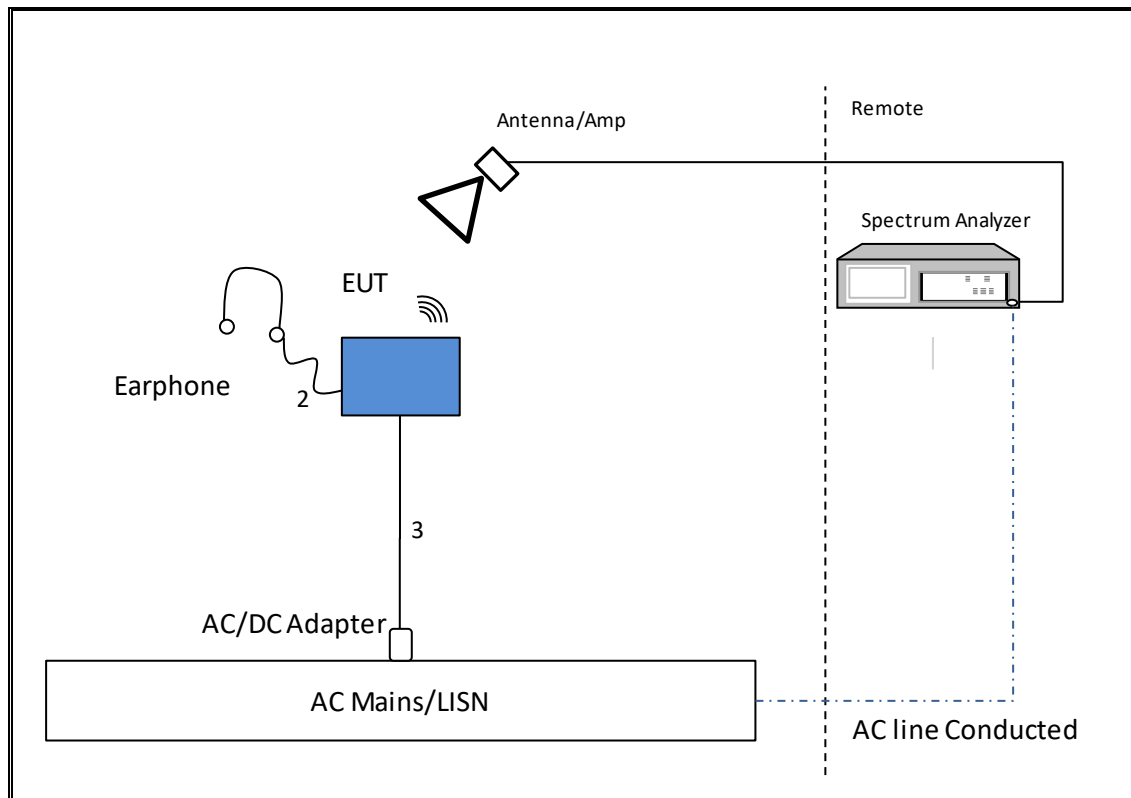 Remote
Antenna/Amp
Spectrum Analyzer
EUT
Earphone
2
3
AC/DC Adapter
AC Mains/LISN
AC line Conducted